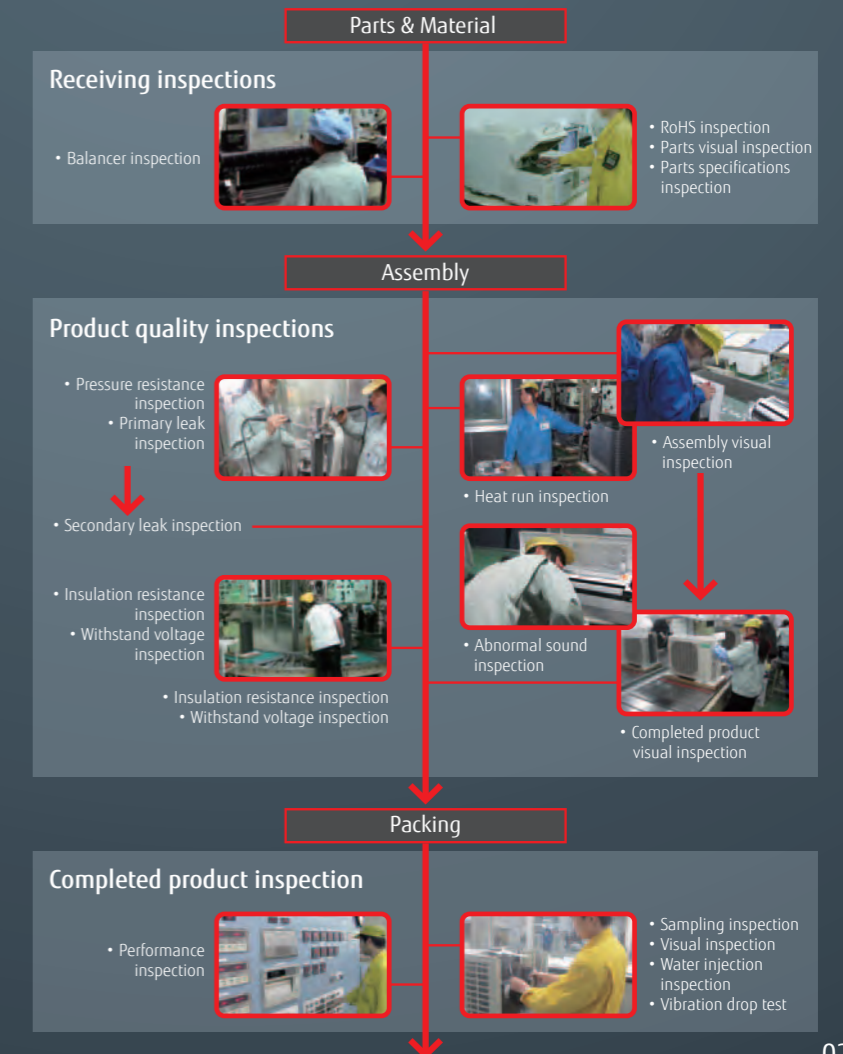 Parts & Material
Receiving inspections
• Balancer inspection
• RoHS inspection
• Parts visual inspection
• Parts specifications
inspection
Assembly
Product quality inspections
• Pressure resistance
inspection
• Primary leak
inspection
• Secondary leak inspection
• Insulation resistance
inspection
• Withstand voltage
inspection
• Insulation resistance inspection
• Withstand voltage inspection
• Heat run inspection
• Assembly visual
inspection
• Abnormal sound
inspection
• Completed product
visual inspection
Packing
Completed product inspection
• Performance
inspection
• Sampling inspection
• Visual inspection
• Water injection
inspection
• Vibration drop test